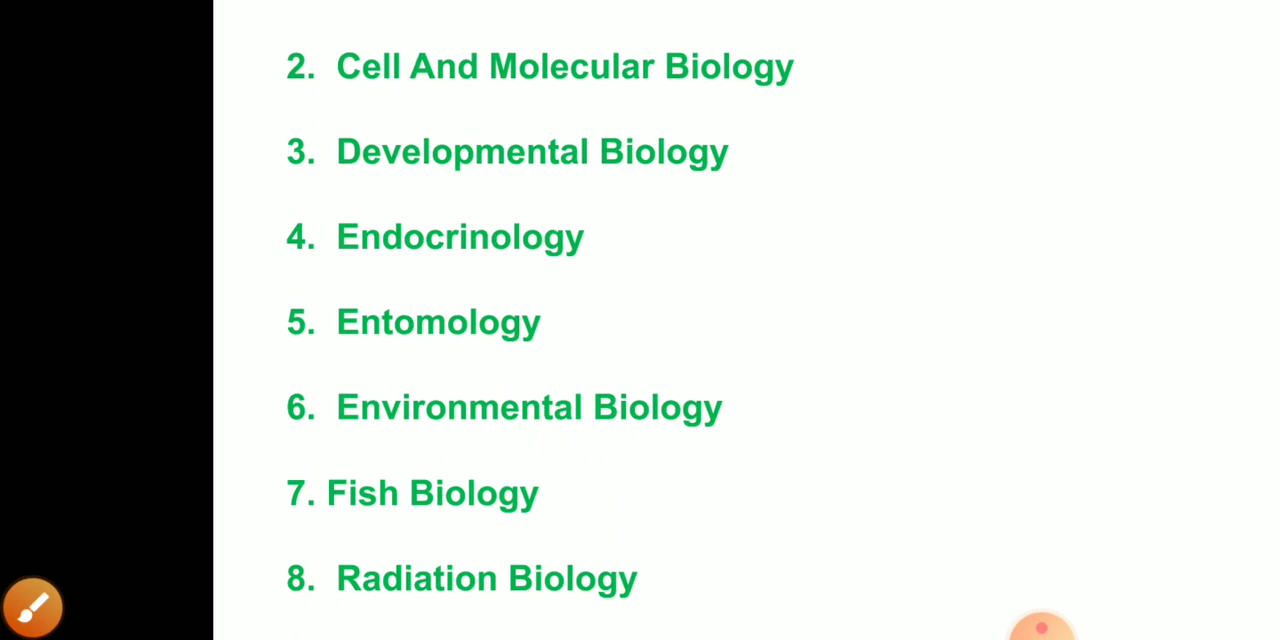 2. Cell And Molecular Biology
3. Developmental Biology
4. Endocrinology
5. Entomology
6. Environmental Biology
7. Fish Biology
8. Radiation Biology